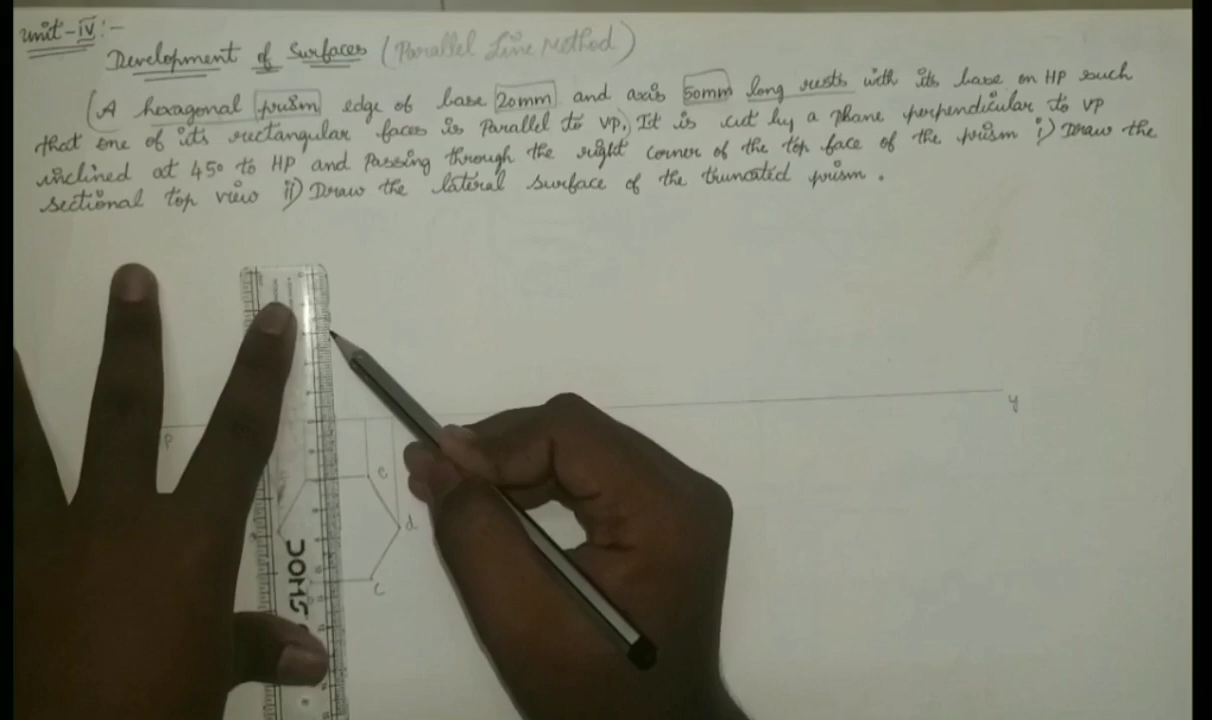 Unit-IV:-
Development of Surfaces (Parallel Line Method)
(A hexagonal prism edge of base 20mm and axis 50mm long rests with its base on HP such
that one of its rectangular faces is Parallel to VP.) It is cut by a Plane perpendicular to VP
inclined at 45° to HP and Passing through the right corner of the top face of the prism i) Draw the
sectional top view ii) Draw the lateral surface of the truncated prism.
y
P
e
d
c
DOMS